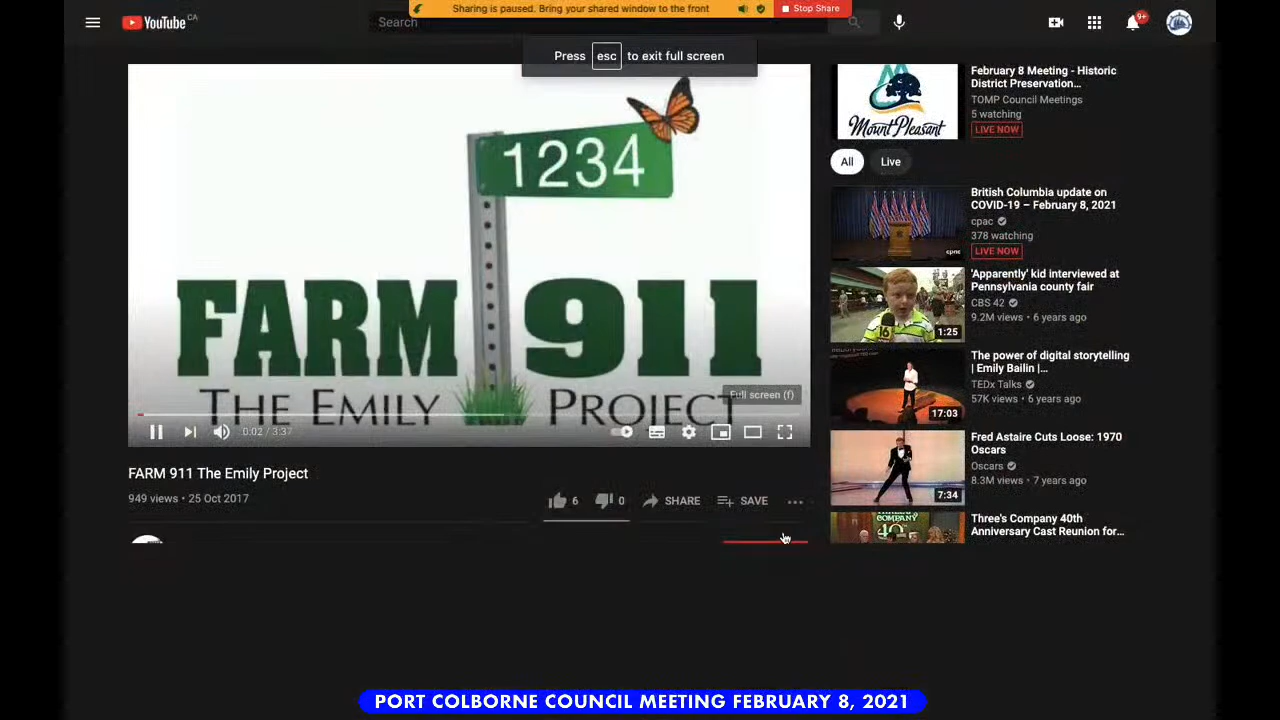 Sharing is paused. Bring your shared window to the front
Stop Share
YouTube CA
Search
9+
Press esc to exit full screen
1234
FARM 911
THE EMILY PROJECT
Full screen (f)
0:02 / 3:37
FARM 911 The Emily Project
949 views • 25 Oct 2017
6
0
SHARE
SAVE
Mount Pleasant
February 8 Meeting - Historic
District Preservation...
TOMP Council Meetings
5 watching
LIVE NOW
All
Live
cpac
British Columbia update on
COVID-19 – February 8, 2021
cpac
378 watching
LIVE NOW
16
1:25
'Apparently' kid interviewed at
Pennsylvania county fair
CBS 42
9.2M views • 6 years ago
17:03
The power of digital storytelling
| Emily Bailin |...
TEDx Talks
57K views • 6 years ago
7:34
Fred Astaire Cuts Loose: 1970
Oscars
Oscars
8.3M views • 7 years ago
COMPANY
40
Three's Company 40th
Anniversary Cast Reunion for...
PORT COLBORNE COUNCIL MEETING FEBRUARY 8, 2021